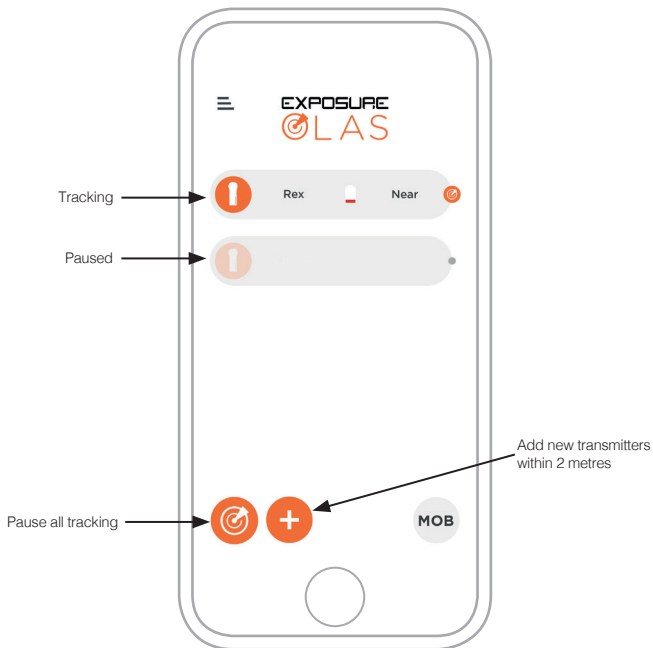 EXPOSURE
OLAS
Tracking
Rex
Near
Paused
Add new transmitters
within 2 metres
Pause all tracking
MOB